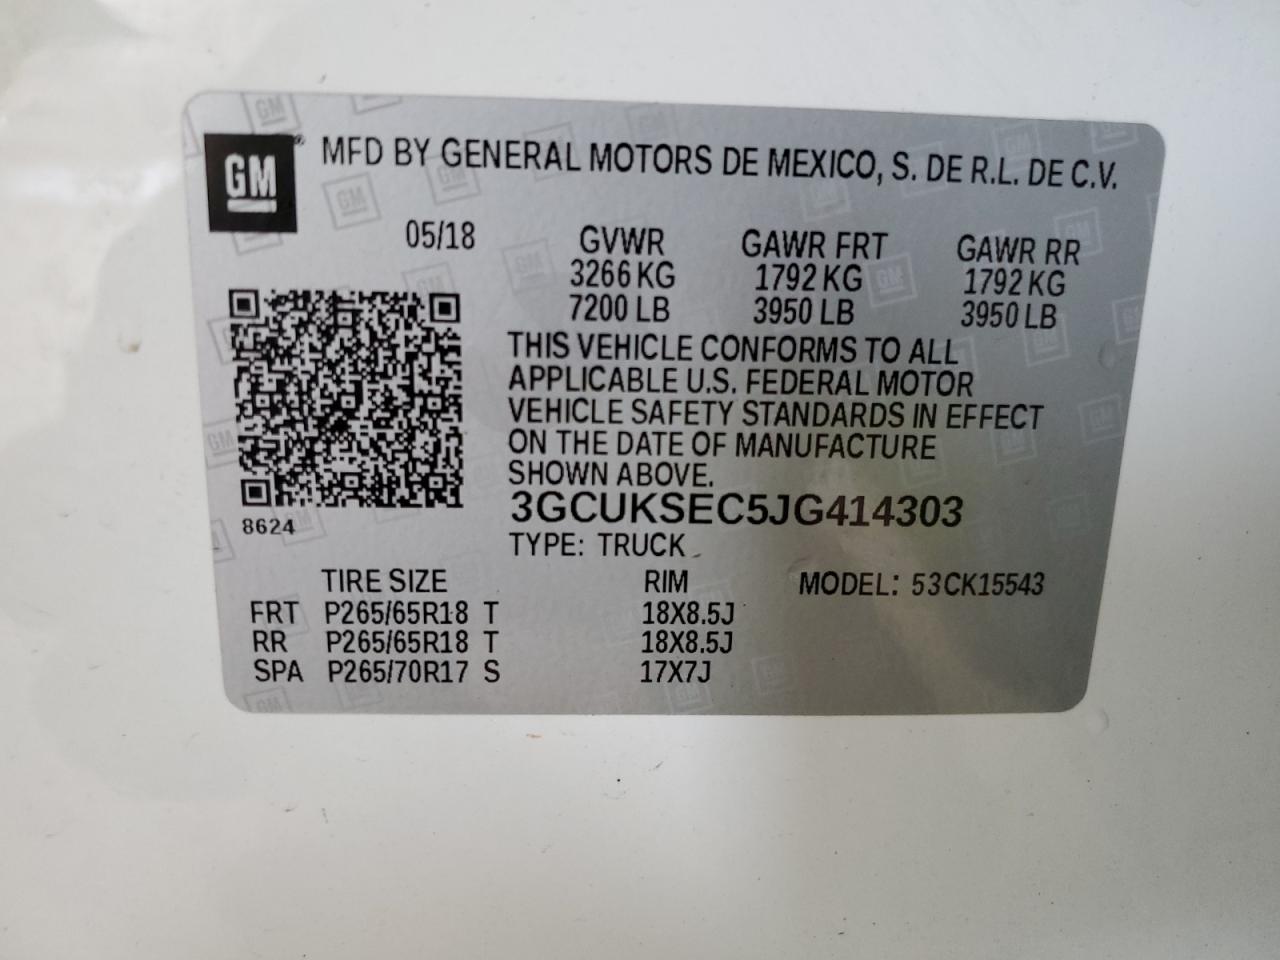 GM
MFD BY GENERAL MOTORS DE MEXICO, S. DE R.L. DE C.V.
05/18
GVWR GAWR FRT GAWR RR
3266 KG 1792 KG 1792 KG
7200 LB 3950 LB 3950 LB
THIS VEHICLE CONFORMS TO ALL
APPLICABLE U.S. FEDERAL MOTOR
VEHICLE SAFETY STANDARDS IN EFFECT
ON THE DATE OF MANUFACTURE
SHOWN ABOVE.
8624
3GCUKSEC5JG414303
TYPE: TRUCK
TIRE SIZE RIM MODEL: 53CK15543
FRT P265/65R18 T 18X8.5J
RR P265/65R18 T 18X8.5J
SPA P265/70R17 S 17X7J